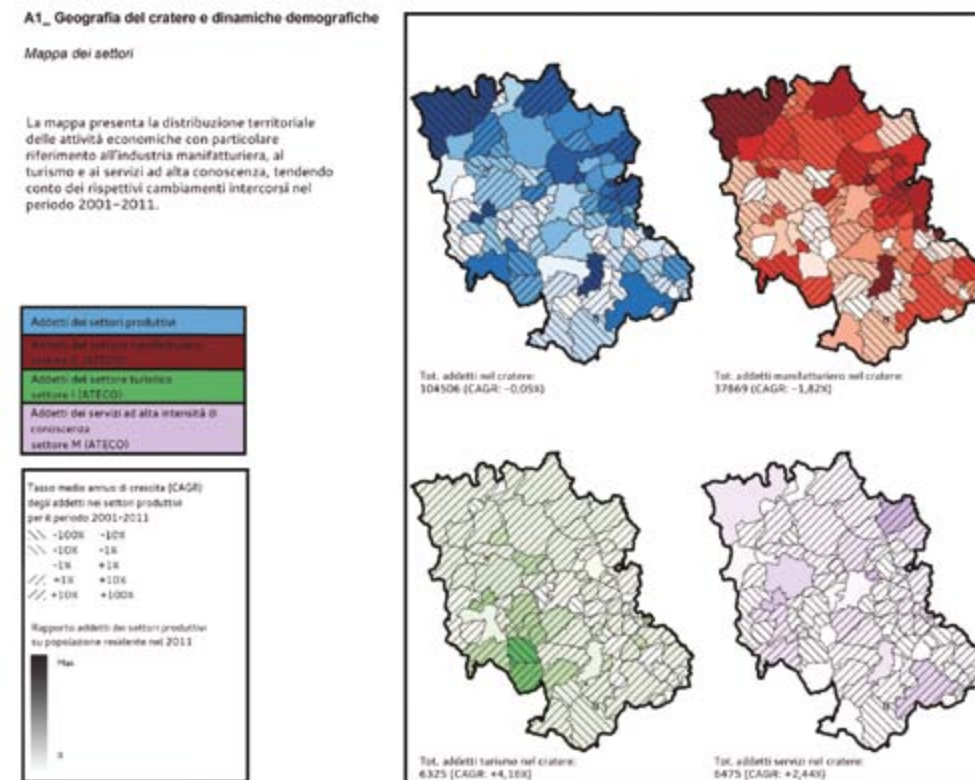 A1_ Geografia del cratere e dinamiche demografiche
Mappa dei settori
La mappa presenta la distribuzione territoriale
delle attività economiche con particolare
riferimento all'industria manifatturiera, al
turismo e ai servizi ad alta conoscenza, tendendo
conto dei rispettivi cambiamenti intercorsi nel
periodo 2001-2011.
Addetti dei settori produttivi
Addetti del settore manifatturiero
settore C (ATECO)
Addetti del settore turistico
settore I (ATECO)
Addetti dei servizi ad alta intensità di
conoscenza
settore M (ATECO)
Tasso medio annuo di crescita (CAGR)
degli addetti nei settori produttivi
per il periodo 2001-2011
-100% -10%
-10% -1%
-1% +1%
+1% +10%
+10% +100%
Rapporto addetti dei settori produttivi
su popolazione residente nel 2011
Max
0
Tot. addetti nel cratere:
104506 (CAGR: -0,05%)
Tot. addetti manifatturiero nel cratere:
37869 (CAGR: -1,82%)
Tot. addetti turismo nel cratere:
6325 (CAGR: +4,16%)
Tot. addetti servizi nel cratere:
6475 (CAGR: +2,44%)